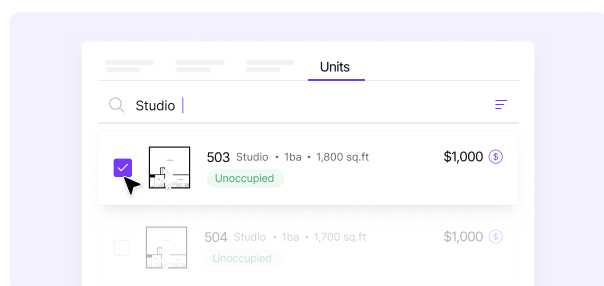 Units
Studio
503 Studio • 1ba • 1,800 sq.ft $1,000 $
Unoccupied
504 Studio • 1ba • 1,700 sq.ft $1,000 $
Unoccupied